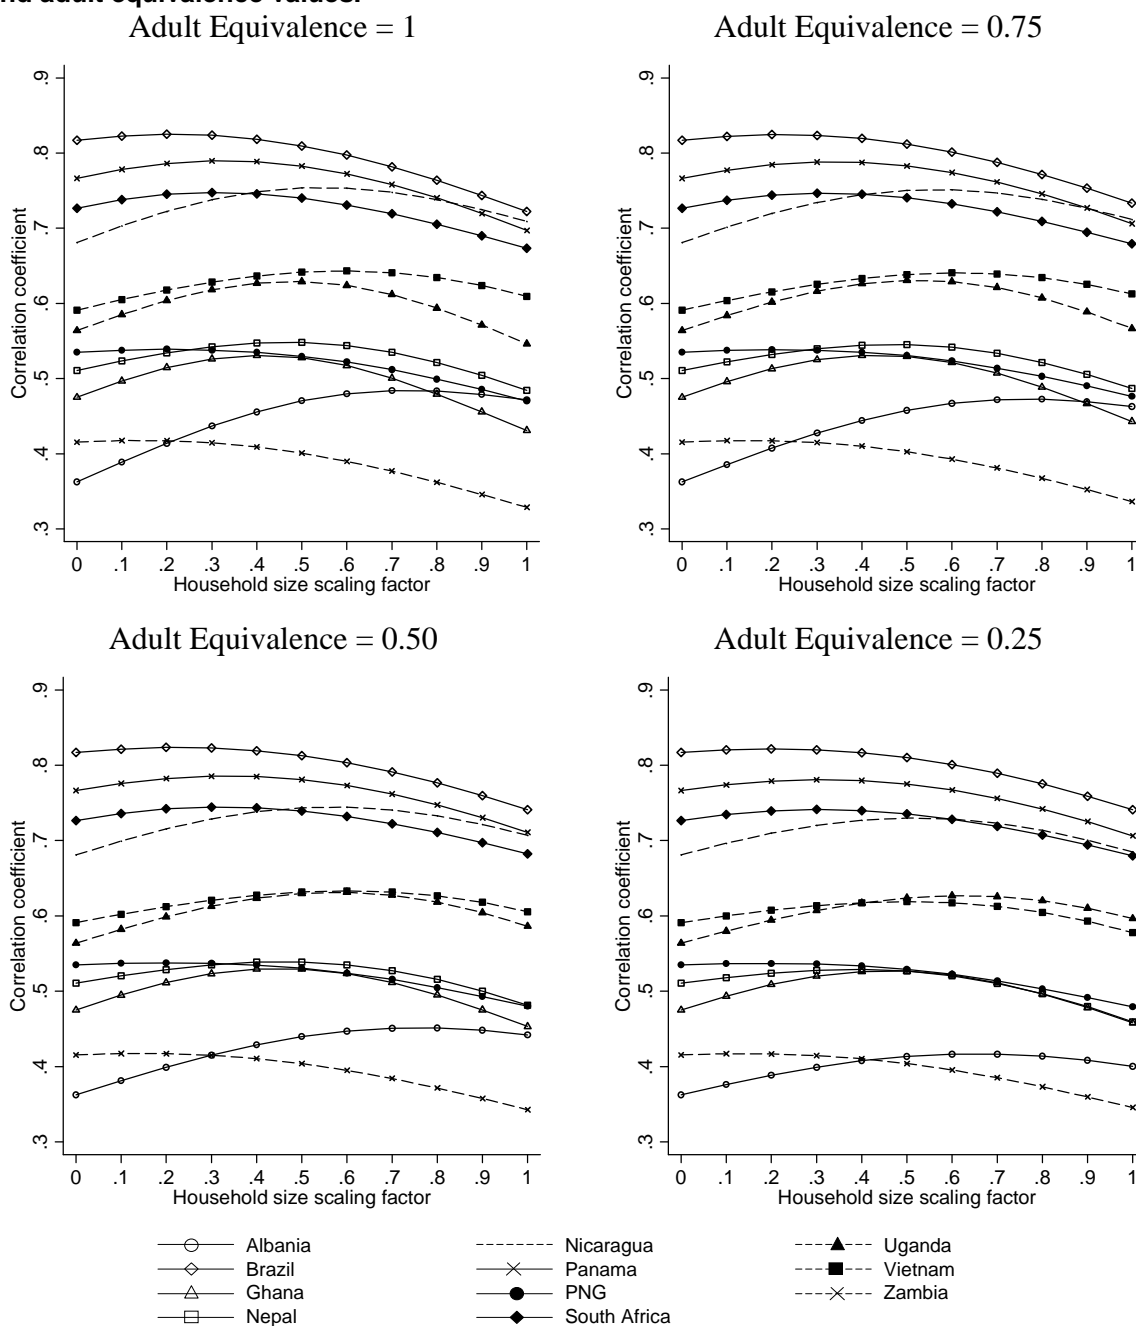 nd adult equivalence values.
Adult Equivalence = 1
Correlation coefficient
.9
.8
.7
.6
.5
.4
.3
0 .1 .2 .3 .4 .5 .6 .7 .8 .9 1
Household size scaling factor
Adult Equivalence = 0.75
Correlation coefficient
.9
.8
.7
.6
.5
.4
.3
0 .1 .2 .3 .4 .5 .6 .7 .8 .9 1
Household size scaling factor
Adult Equivalence = 0.50
Correlation coefficient
.9
.8
.7
.6
.5
.4
.3
0 .1 .2 .3 .4 .5 .6 .7 .8 .9 1
Household size scaling factor
Adult Equivalence = 0.25
Correlation coefficient
.9
.8
.7
.6
.5
.4
.3
0 .1 .2 .3 .4 .5 .6 .7 .8 .9 1
Household size scaling factor
Albania
Brazil
Ghana
Nepal
Nicaragua
Panama
PNG
South Africa
Uganda
Vietnam
Zambia